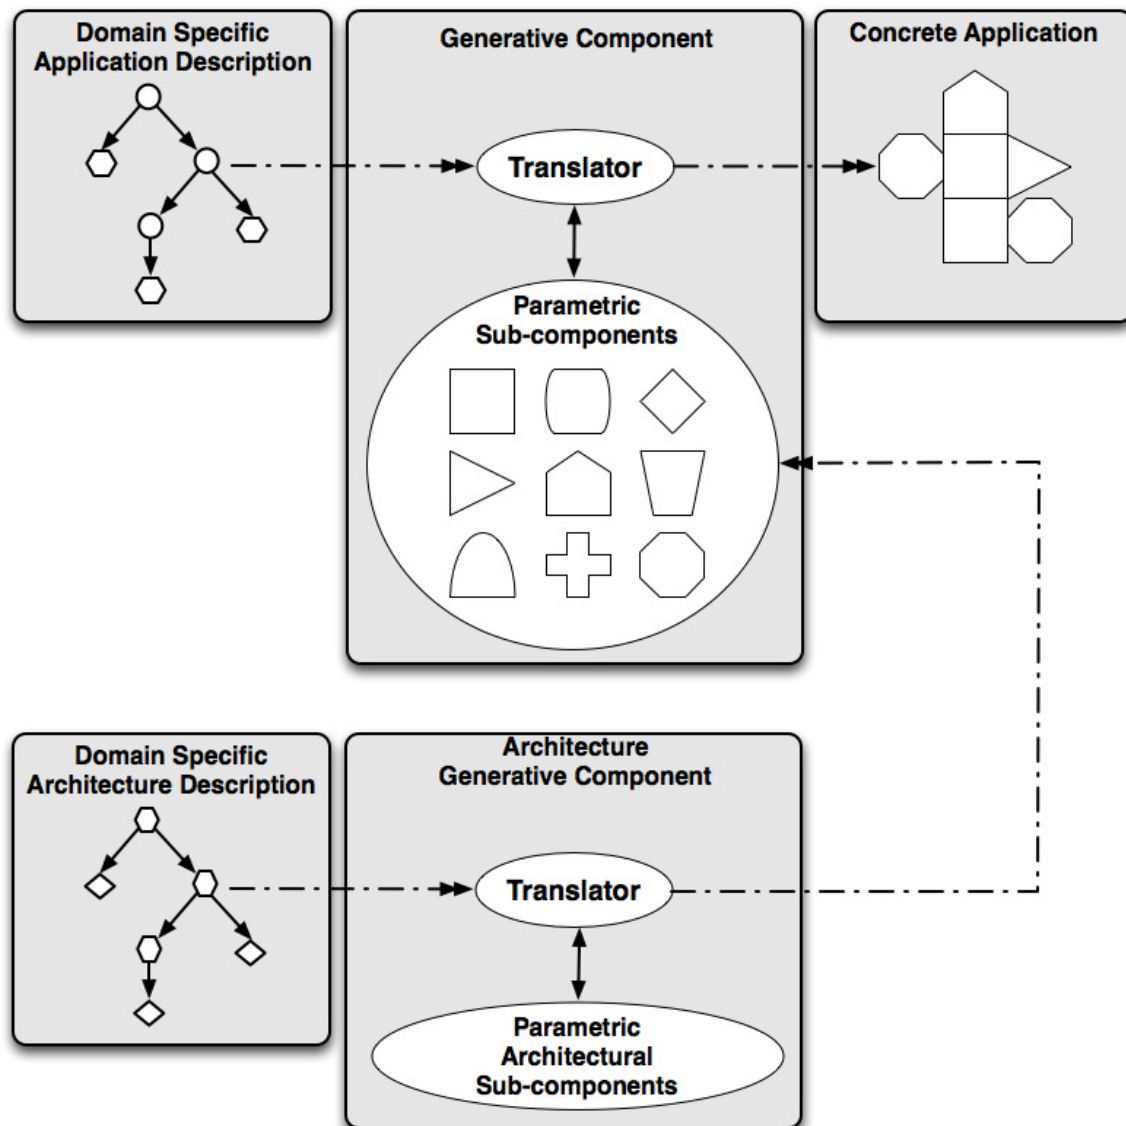 Domain Specific
Application Description
Generative Component
Concrete Application
Translator
Parametric
Sub-components
Domain Specific
Architecture Description
Architecture
Generative Component
Translator
Parametric
Architectural
Sub-components